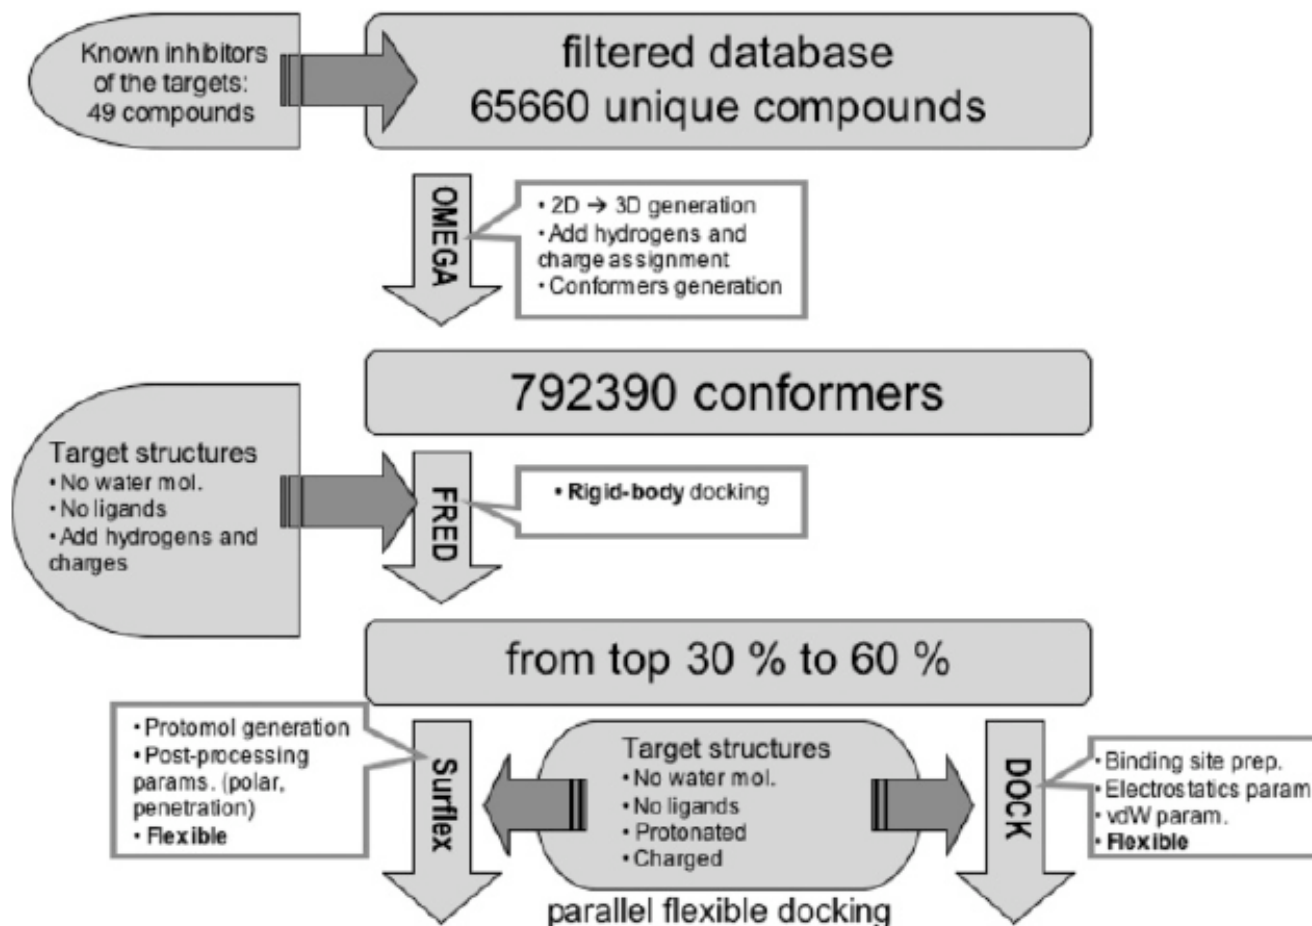 Known inhibitors
of the targets:
49 compounds
filtered database
65660 unique compounds
OMEGA
• 2D → 3D generation
• Add hydrogens and
charge assignment
• Conformers generation
792390 conformers
Target structures
• No water mol.
• No ligands
• Add hydrogens and
charges
FRED
• Rigid-body docking
from top 30 % to 60 %
• Protomol generation
• Post-processing
params. (polar,
penetration)
• Flexible
Surflex
Target structures
• No water mol.
• No ligands
• Protonated
• Charged
DOCK
• Binding site prep.
• Electrostatics param
• vdW param.
• Flexible
parallel flexible docking